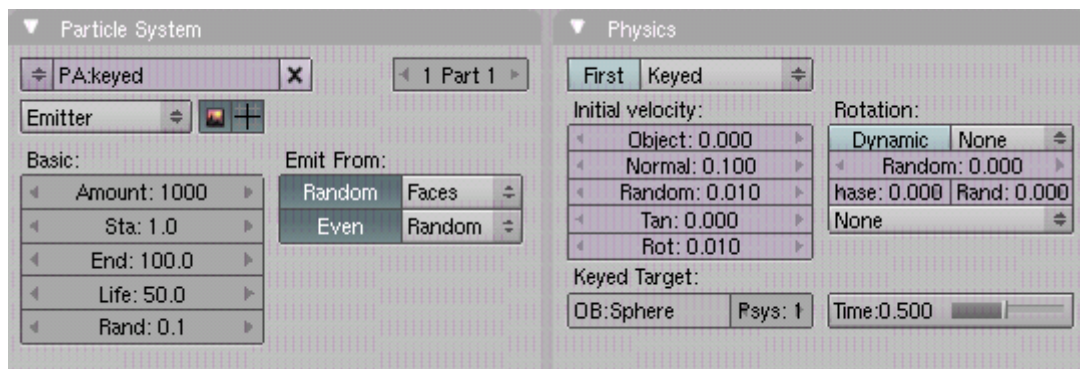 Particle System
PA:keyed
1 Part 1
Emitter
Basic:
Emit From:
Amount: 1000
Random
Faces
Sta: 1.0
Even
Random
End: 100.0
Life: 50.0
Rand: 0.1
Physics
First
Keyed
Initial velocity:
Rotation:
Object: 0.000
Dynamic
None
Normal: 0.100
Random: 0.000
Random: 0.010
hase: 0.000
Rand: 0.000
Tan: 0.000
None
Rot: 0.010
Keyed Target:
OB:Sphere
Psys: 1
Time:0.500